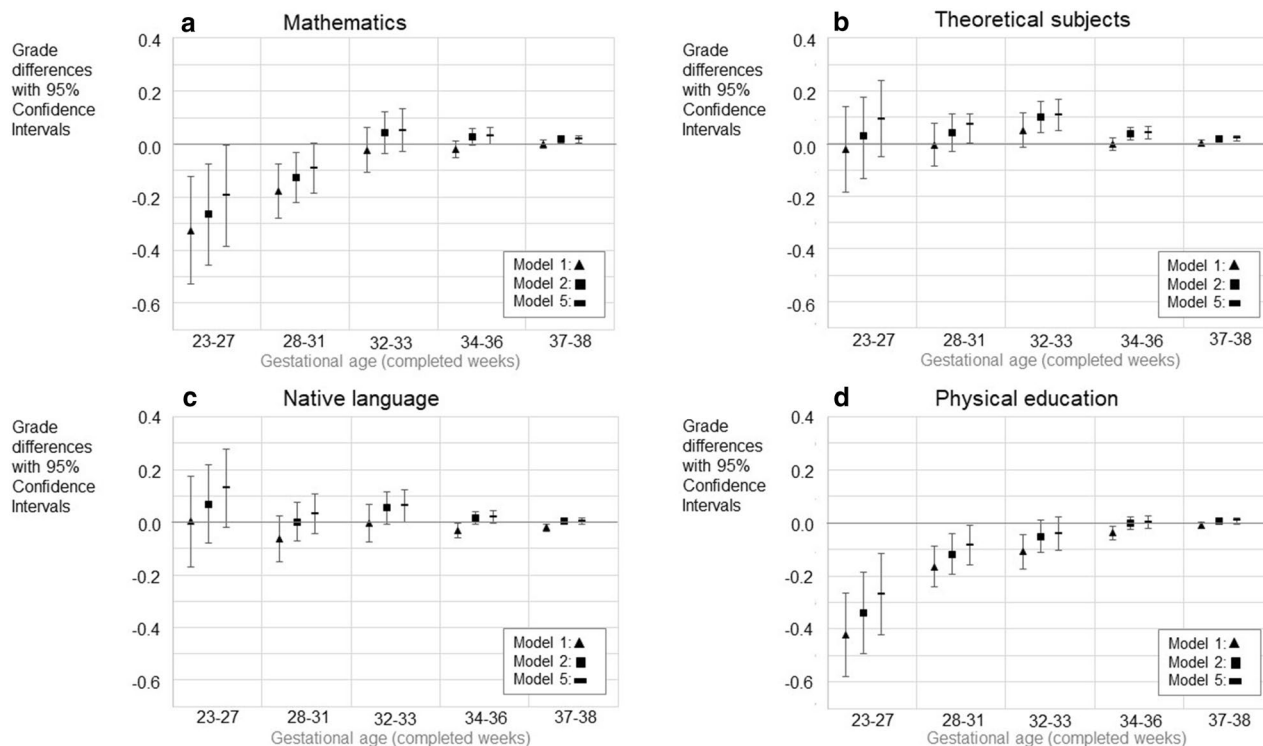 a Mathematics
Grade
differences
with 95%
Confidence
Intervals
0.4
0.2
0.0
-0.2
-0.4
-0.6
Model 1:
Model 2:
Model 5:
23-27 28-31 32-33 34-36 37-38
Gestational age (completed weeks)
b Theoretical subjects
Grade
differences
with 95%
Confidence
Intervals
0.4
0.2
0.0
-0.2
-0.4
-0.6
Model 1:
Model 2:
Model 5:
23-27 28-31 32-33 34-36 37-38
Gestational age (completed weeks)
c Native language
Grade
differences
with 95%
Confidence
Intervals
0.4
0.2
0.0
-0.2
-0.4
-0.6
Model 1:
Model 2:
Model 5:
23-27 28-31 32-33 34-36 37-38
Gestational age (completed weeks)
d Physical education
Grade
differences
with 95%
Confidence
Intervals
0.4
0.2
0.0
-0.2
-0.4
-0.6
Model 1:
Model 2:
Model 5:
23-27 28-31 32-33 34-36 37-38
Gestational age (completed weeks)